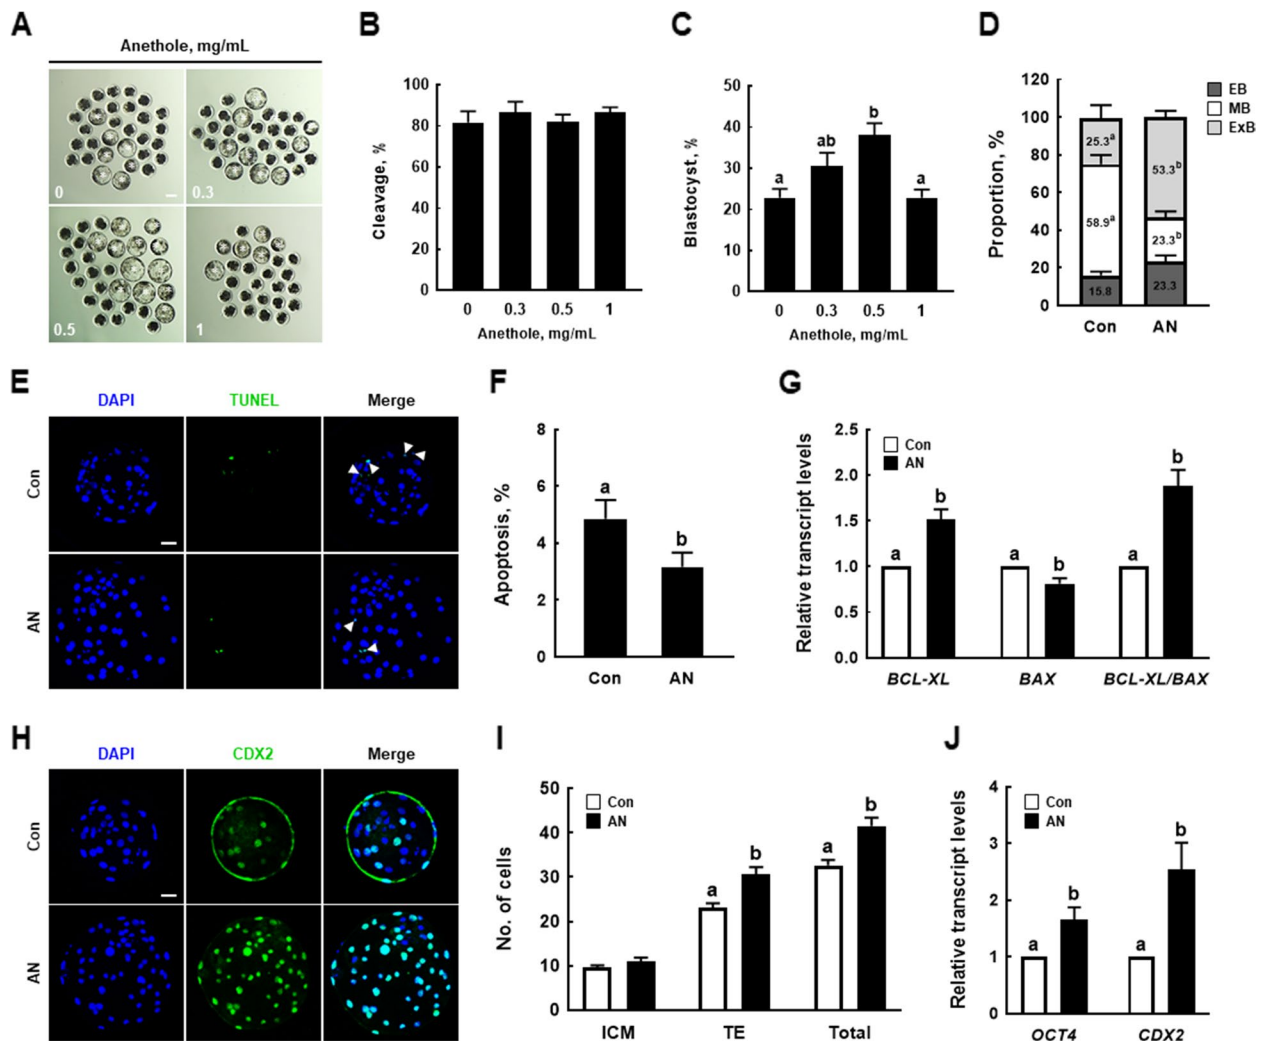 A
Anethole, mg/mL
0
0.3
0.5
1
B
100
80
60
40
20
0
Cleavage, %
0 0.3 0.5 1
Anethole, mg/mL
C
50
40
30
20
10
0
Blastocyst, %
a ab b a
0 0.3 0.5 1
Anethole, mg/mL
D
120
100
80
60
40
20
0
Proportion, %
EB
MB
ExB
25.3a
58.9a
15.8
53.3b
23.3b
23.3
Con AN
E
DAPI TUNEL Merge
Con
AN
F
8
6
4
2
0
Apoptosis, %
a b
Con AN
G
2.5
2.0
1.5
1.0
0.5
0.0
Relative transcript levels
Con
AN
a b a b a b
BCL-XL BAX BCL-XL/BAX
H
DAPI CDX2 Merge
Con
AN
I
50
40
30
20
10
0
No. of cells
Con
AN
a b a b
ICM TE Total
J
4
3
2
1
0
Relative transcript levels
Con
AN
a b a b
OCT4 CDX2